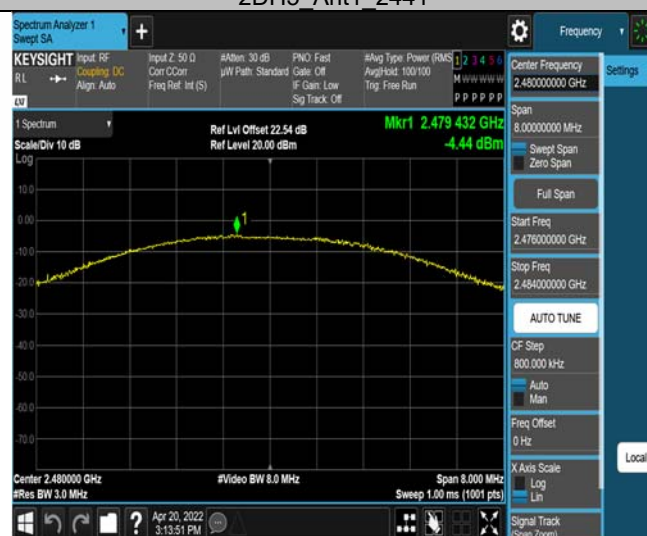 2DH5_Ant1_2441
Spectrum Analyzer 1
Swept SA
Frequency
KEYSIGHT
RL
Input: RF
Coupling: DC
Align: Auto
Input Z: 50 Ω
Corr CCorr
Freq Ref: Int (S)
#Atten: 30 dB
µW Path: Standard
PNO: Fast
Gate: Off
IF Gain: Low
Sig Track: Off
#Avg Type: Power (RMS
Avg|Hold: 100/100
Trig: Free Run
1 2 3 4 5 6
M w w w w w
P P P P P P
Center Frequency
2.480000000 GHz
Settings
Span
8.00000000 MHz
Swept Span
Zero Span
Full Span
Start Freq
2.476000000 GHz
Stop Freq
2.484000000 GHz
AUTO TUNE
CF Step
800.000 kHz
Auto
Man
Freq Offset
0 Hz
X Axis Scale
Log
Lin
Local
Signal Track
(Span Zoom)
1 Spectrum
Scale/Div 10 dB
Log
Ref Lvl Offset 22.54 dB
Ref Level 20.00 dBm
Mkr1 2.479 432 GHz
-4.44 dBm
10.0
0.00
1
-10.0
-20.0
-30.0
-40.0
-50.0
-60.0
-70.0
Center 2.480000 GHz
#Res BW 3.0 MHz
#Video BW 8.0 MHz
Span 8.000 MHz
Sweep 1.00 ms (1001 pts)
Apr 20, 2022
3:13:51 PM